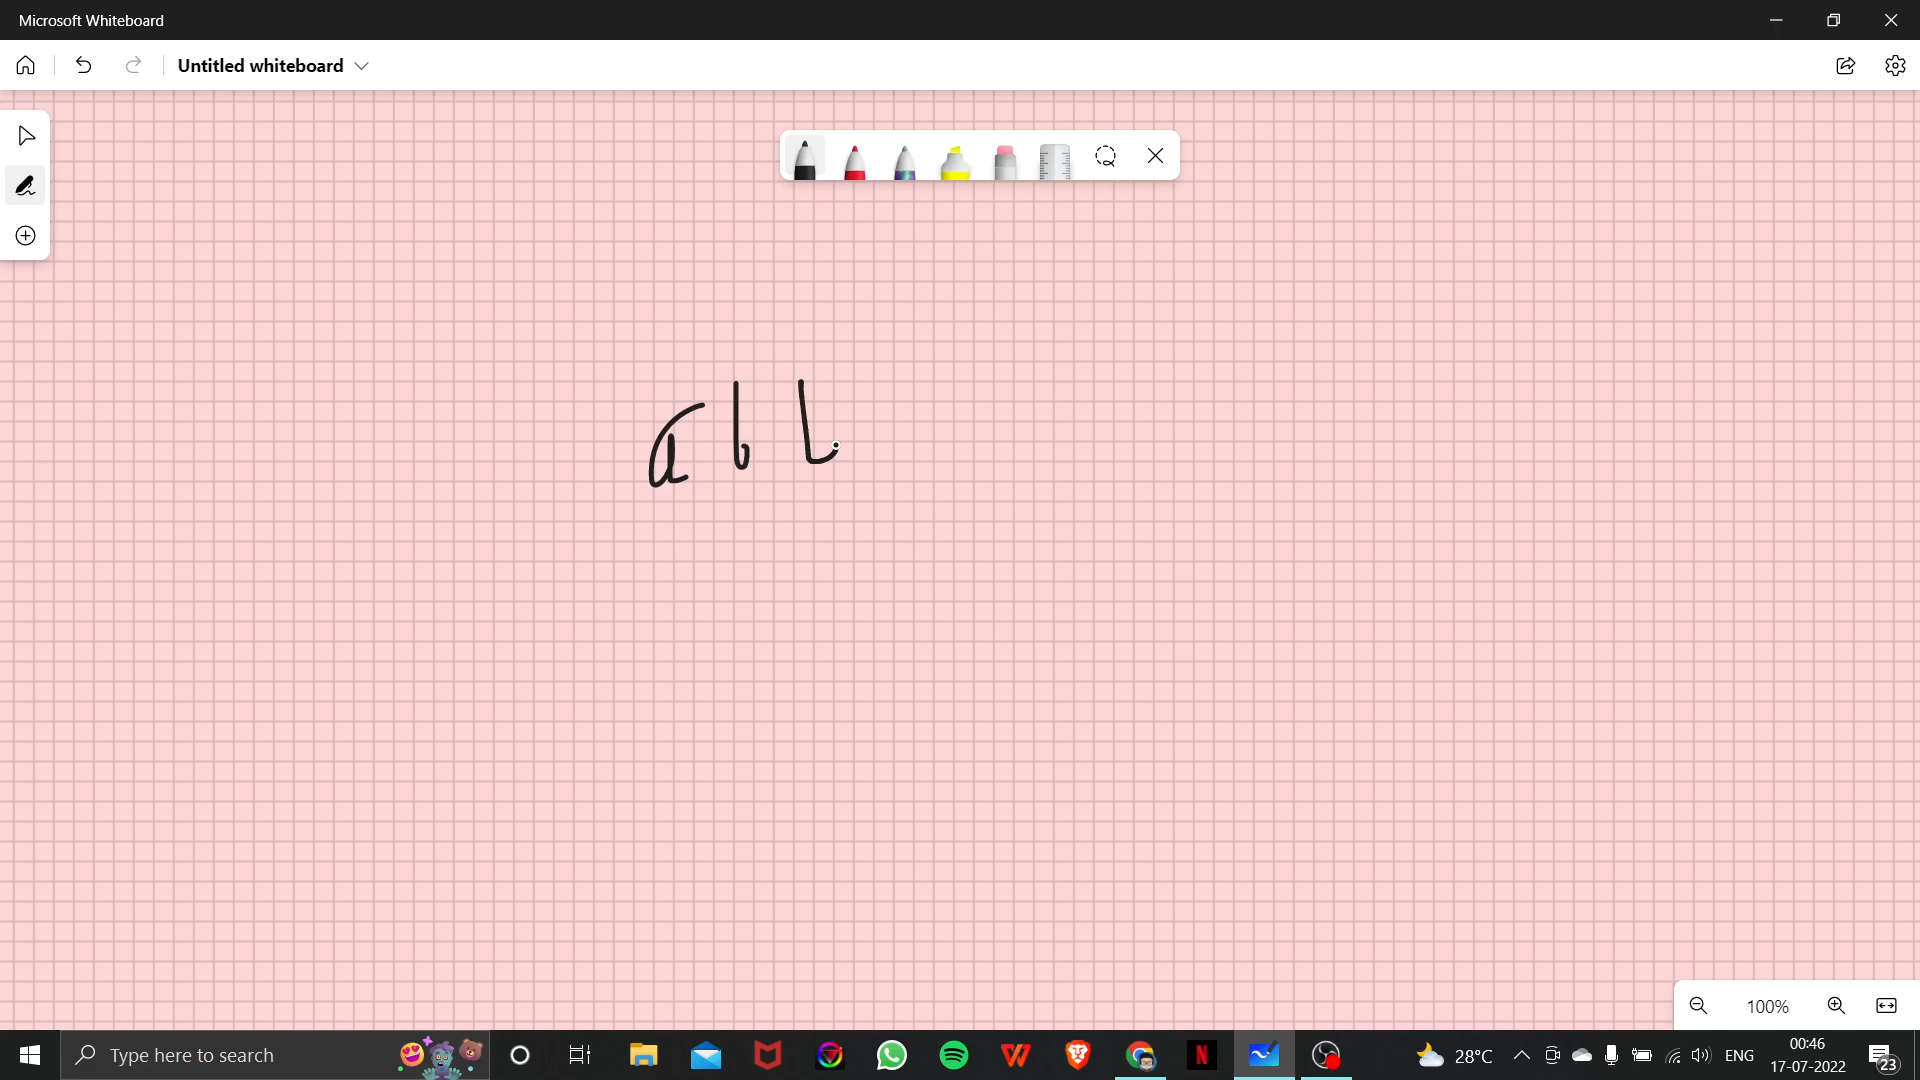 Microsoft Whiteboard
Untitled whiteboard
a b
100%
Type here to search
28°C
ENG
00:46
17-07-2022
23